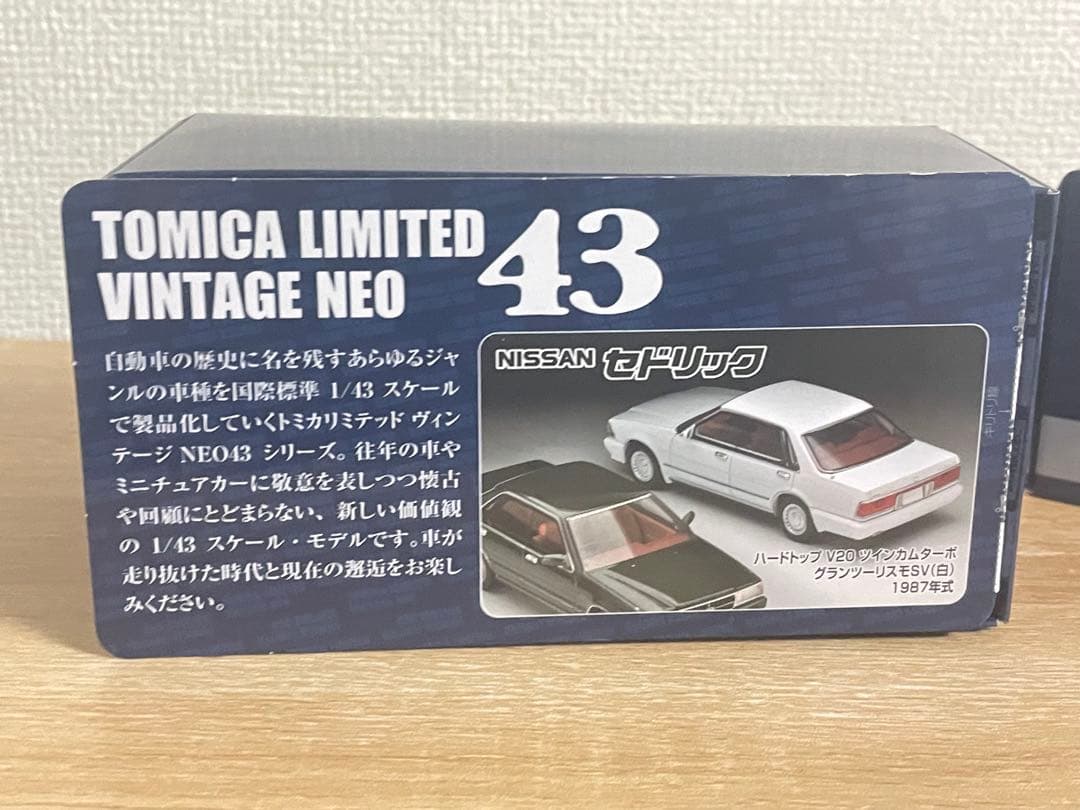 TOMICA LIMITED
VINTAGE NEO
43
自動車の歴史に名を残すあらゆるジャ
ンルの車種を国際標準 1/43 スケール
で製品化していくトミカリミテッド ヴィン
テージ NEO43 シリーズ。往年の車や
ミニチュアカーに敬意を表しつつ懐古
や回顧にとどまらない、新しい価値観
の 1/43 スケール・モデルです。車が
走り抜けた時代と現在の邂逅をお楽し
みください。
NISSAN セドリック
ハードトップ V20 ツインカムターボ
グランツーリスモSV(白)
1987年式
キリトリ線